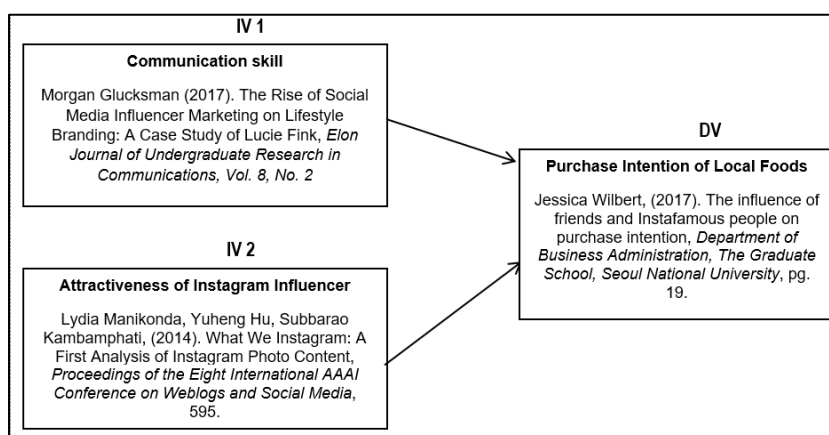 IV 1
Communication skill
Morgan Glucksman (2017). The Rise of Social
Media Influencer Marketing on Lifestyle
Branding: A Case Study of Lucie Fink, Elon
Journal of Undergraduate Research in
Communications, Vol. 8, No. 2
IV 2
Attractiveness of Instagram Influencer
Lydia Manikonda, Yuheng Hu, Subbarao
Kambamphati, (2014). What We Instagram: A
First Analysis of Instagram Photo Content,
Proceedings of the Eight International AAAI
Conference on Weblogs and Social Media,
595.
DV
Purchase Intention of Local Foods
Jessica Wilbert, (2017). The influence of
friends and Instafamous people on
purchase intention, Department of
Business Administration, The Graduate
School, Seoul National University, pg.
19.